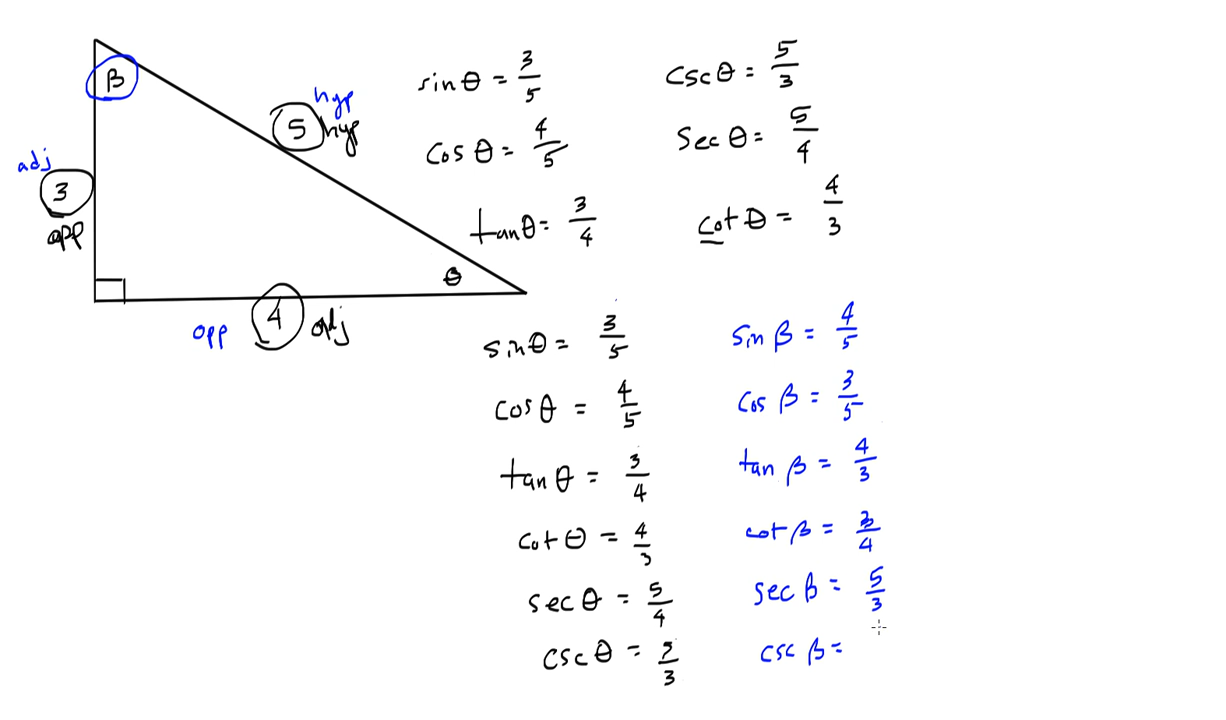 β
hyp
5 hyp
adj
3
opp
θ
opp 4 adj
sin θ = 3/5
cos θ = 4/5
tan θ = 3/4
csc θ = 5/3
sec θ = 5/4
cot θ = 4/3
sin θ = 3/5
cos θ = 4/5
tan θ = 3/4
cot θ = 4/3
sec θ = 5/4
csc θ = 5/3
sin β = 4/5
cos β = 3/5
tan β = 4/3
cot β = 3/4
sec β = 5/3
csc β =